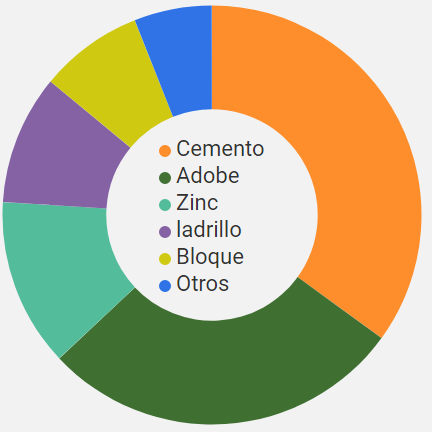 Cemento
Adobe
Zinc
ladrillo
Bloque
Otros